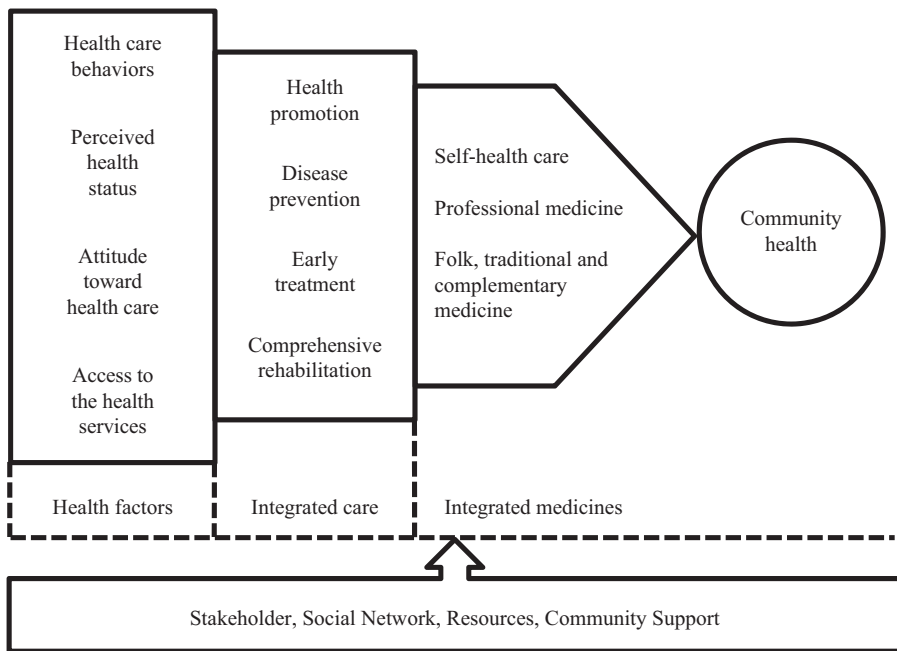 Health care
behaviors
Perceived
health
status
Attitude
toward
health care
Access to
the health
services
Health
promotion
Disease
prevention
Early
treatment
Comprehensive
rehabilitation
Self-health care
Professional medicine
Folk, traditional and
complementary
medicine
Community
health
Health factors
Integrated care
Integrated medicines
Stakeholder, Social Network, Resources, Community Support